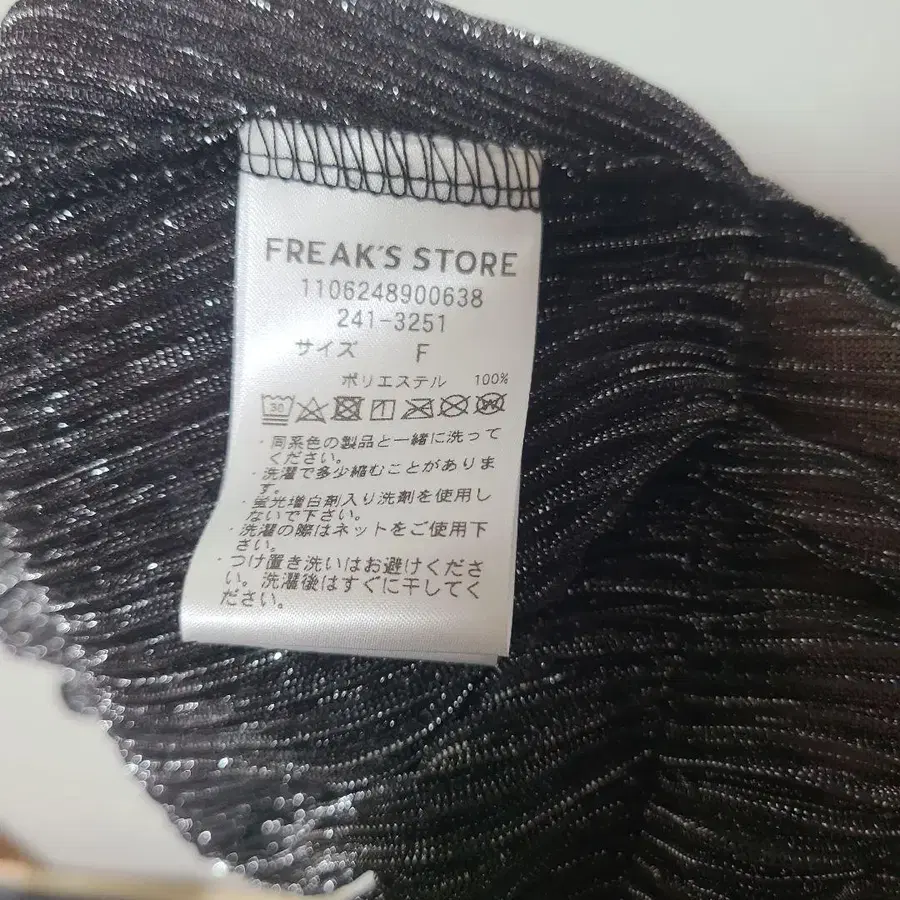 FREAK'S STORE
1106248900638
241-3251
サイズ F
ポリエステル 100%
30
・同系色の製品と一緒に洗って
ください。
・洗濯で多少縮むことがありま
す。
・蛍光増白剤入り洗剤を使用し
ないで下さい。
・洗濯の際はネットをご使用下
さい。
・つけ置き洗いはお避けくださ
い。洗濯後はすぐに干してく
ださい。